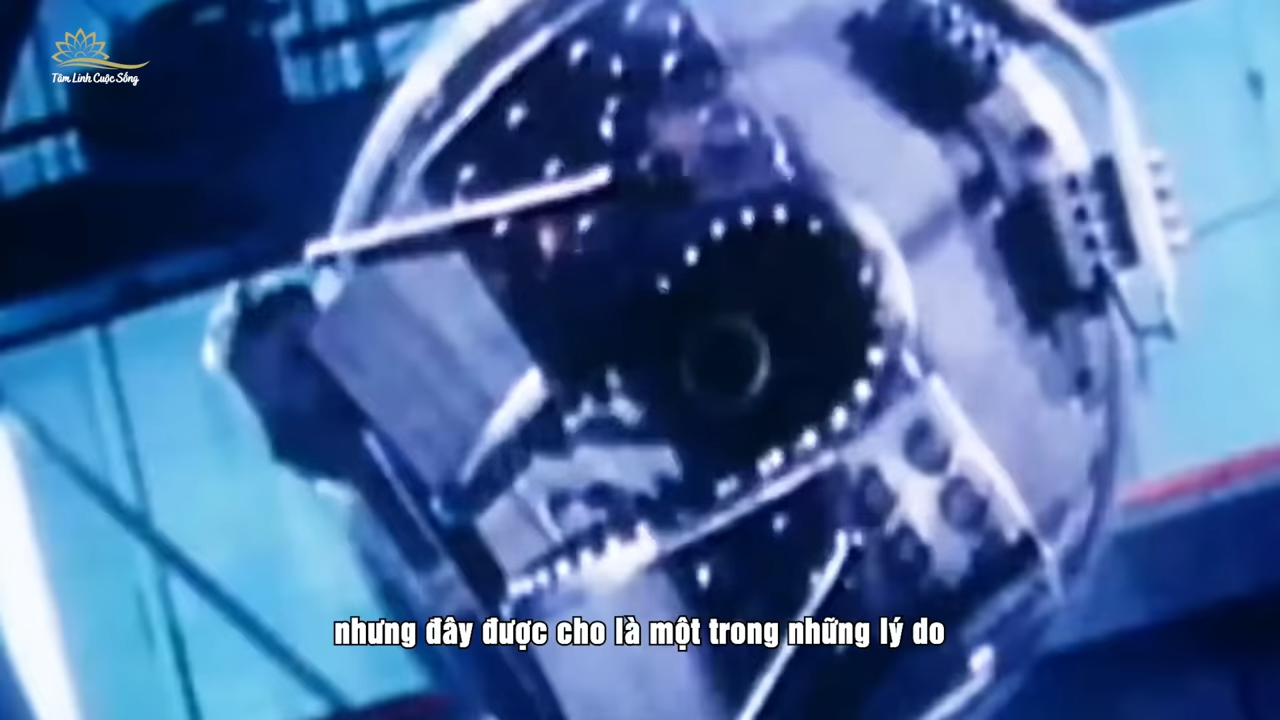 Tâm Linh Cuộc Sống
nhưng đây được cho là một trong những lý do